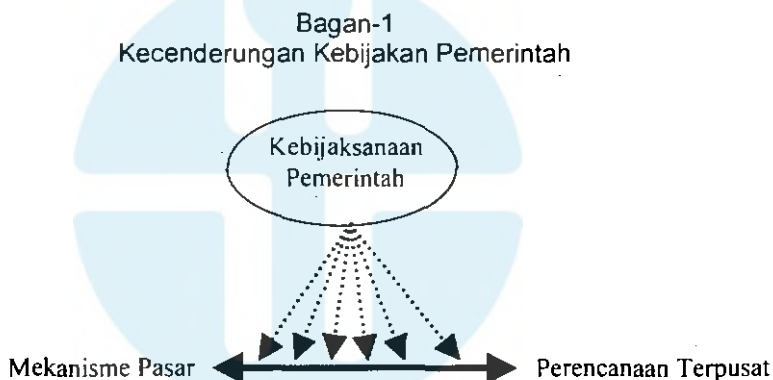 Bagan-1
Kecenderungan Kebijakan Pemerintah
Kebijaksanaan
Pemerintah
Mekanisme Pasar
Perencanaan Terpusat